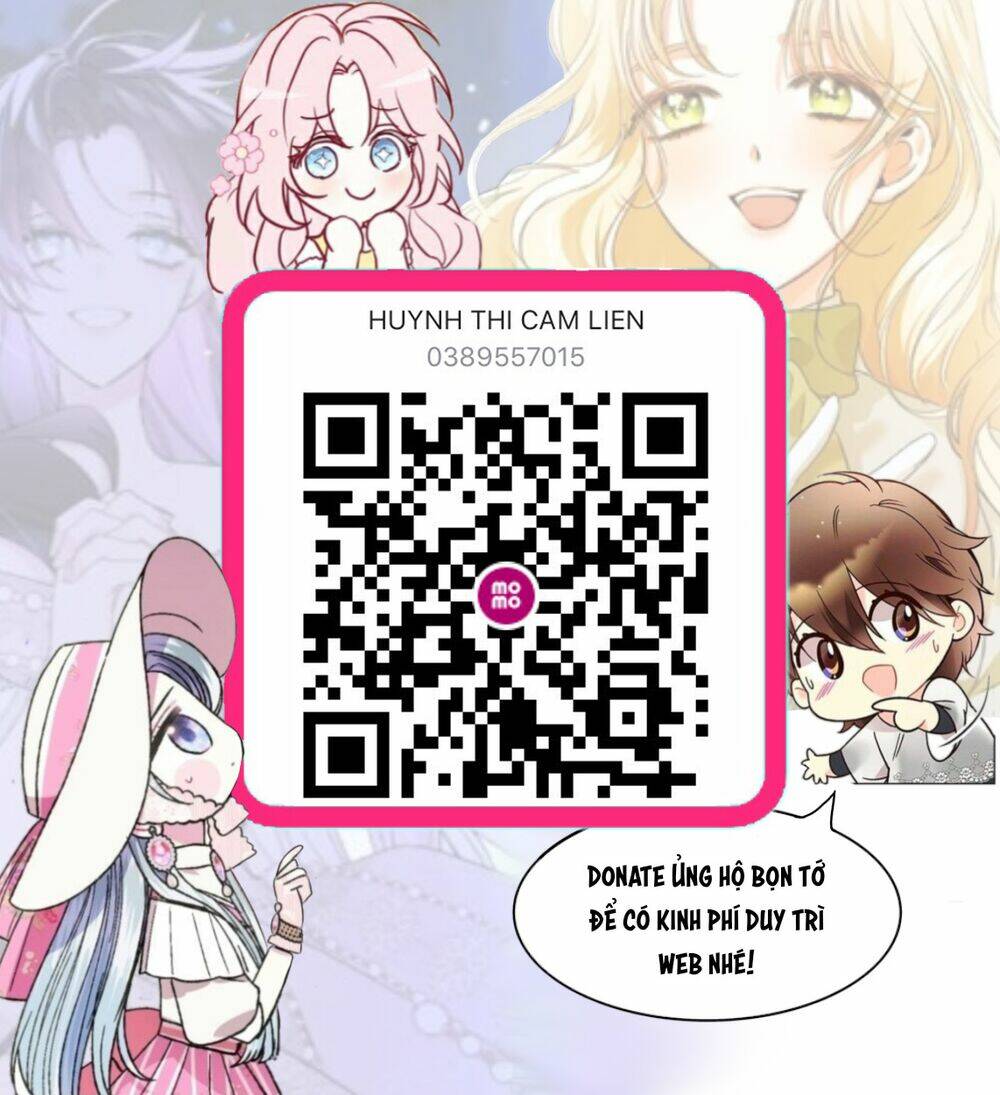 HUYNH THI CAM LIEN
0389557015
mo
mo
DONATE ỦNG HỘ BỌN TỚ
ĐỂ CÓ KINH PHÍ DUY TRÌ
WEB NHÉ!